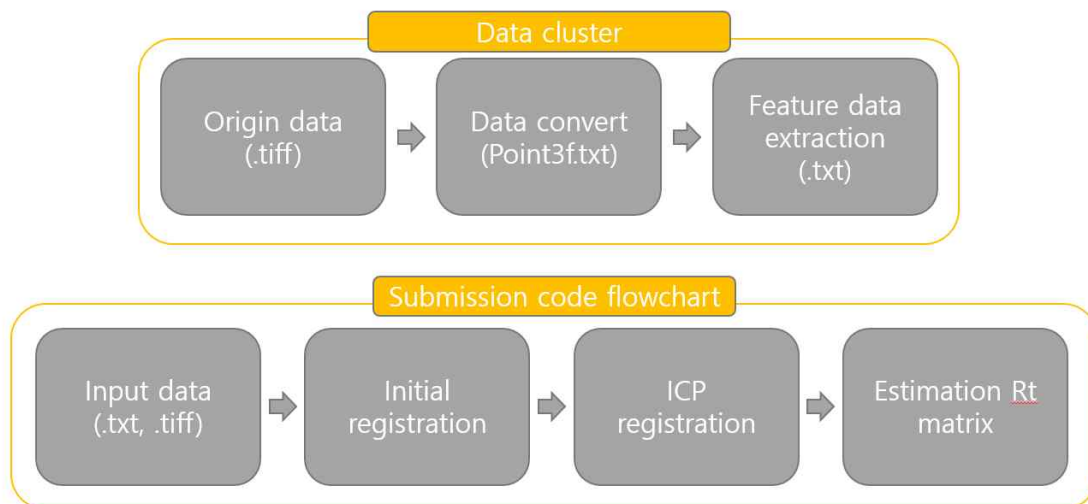 Data cluster
Origin data
(.tiff)
Data convert
(Point3f.txt)
Feature data
extraction
(.txt)
Submission code flowchart
Input data
(.txt, .tiff)
Initial
registration
ICP
registration
Estimation Rt
matrix